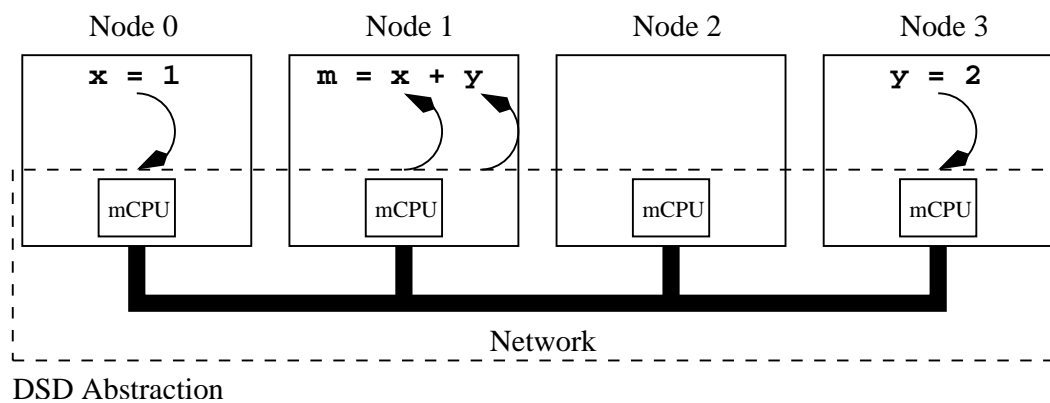 Node 0 Node 1 Node 2 Node 3
x = 1 m = x + y y = 2
mCPU mCPU mCPU mCPU
Network
DSD Abstraction